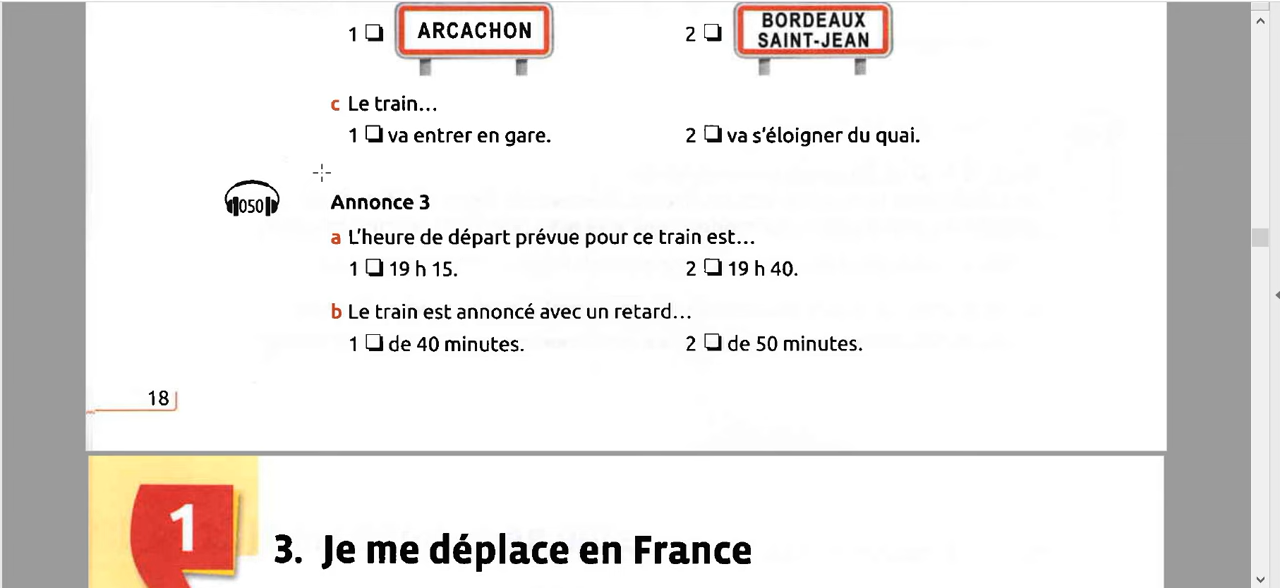 1 ❑ ARCACHON 2 ❑ BORDEAUX
SAINT-JEAN
c Le train…
1 ❑ va entrer en gare. 2 ❑ va s'éloigner du quai.
050 Annonce 3
a L'heure de départ prévue pour ce train est…
1 ❑ 19 h 15. 2 ❑ 19 h 40.
b Le train est annoncé avec un retard…
1 ❑ de 40 minutes. 2 ❑ de 50 minutes.
18
1
3. Je me déplace en France